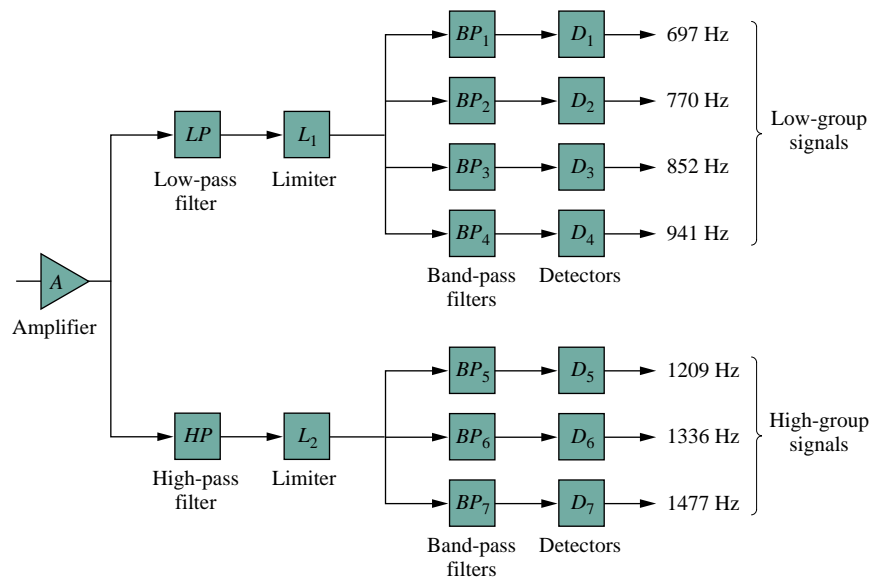 BP₁ D₁ 697 Hz
BP₂ D₂ 770 Hz
Low-group
signals
LP L₁
BP₃ D₃ 852 Hz
Low-pass
filter
Limiter
BP₄ D₄ 941 Hz
A
Amplifier
Band-pass
filters
Detectors
BP₅ D₅ 1209 Hz
HP L₂
BP₆ D₆ 1336 Hz
High-group
signals
High-pass
filter
Limiter
BP₇ D₇ 1477 Hz
Band-pass
filters
Detectors